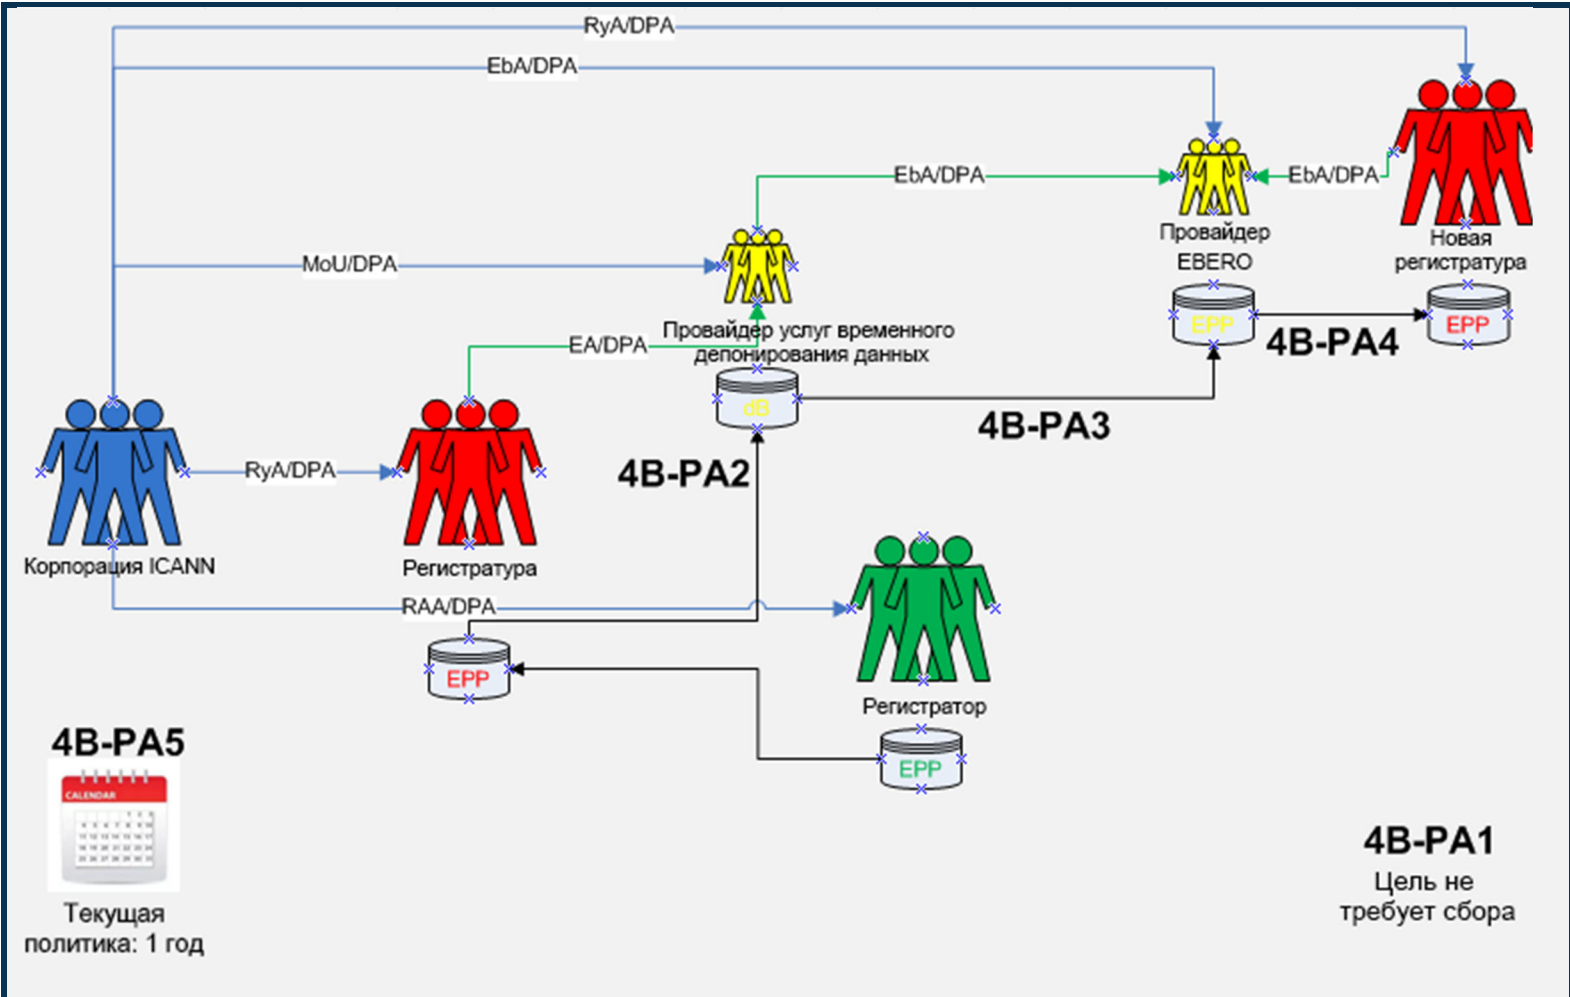 RyA/DPA
EbA/DPA
EbA/DPA
EbA/DPA
Провайдер
EBERO
Новая
регистратура
MoU/DPA
EPP
EPP
4B-PA4
EA/DPA
Провайдер услуг временного
депонирования данных
dB
4B-PA3
4B-PA2
RyA/DPA
Корпорация ICANN
Регистратура
RAA/DPA
EPP
Регистратор
EPP
4B-PA5
CALENDAR
Текущая
политика: 1 год
4B-PA1
Цель не
требует сбора